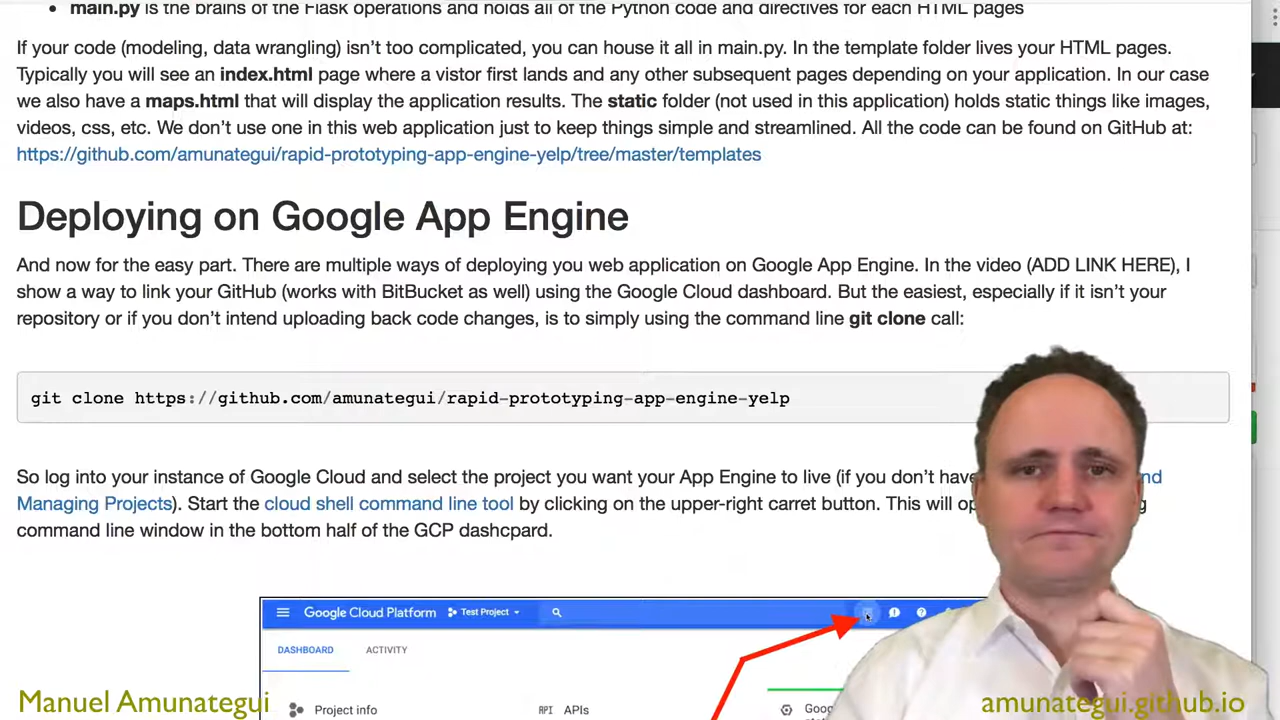 main.py is the brains of the Flask operations and holds all of the Python code and directives for each HTML pages
If your code (modeling, data wrangling) isn't too complicated, you can house it all in main.py. In the template folder lives your HTML pages.
Typically you will see an index.html page where a vistor first lands and any other subsequent pages depending on your application. In our case
we also have a maps.html that will display the application results. The static folder (not used in this application) holds static things like images,
videos, css, etc. We don't use one in this web application just to keep things simple and streamlined. All the code can be found on GitHub at:
https://github.com/amunategui/rapid-prototyping-app-engine-yelp/tree/master/templates
Deploying on Google App Engine
And now for the easy part. There are multiple ways of deploying you web application on Google App Engine. In the video (ADD LINK HERE), I
show a way to link your GitHub (works with BitBucket as well) using the Google Cloud dashboard. But the easiest, especially if it isn't your
repository or if you don't intend uploading back code changes, is to simply using the command line git clone call:
git clone https://github.com/amunategui/rapid-prototyping-app-engine-yelp
So log into your instance of Google Cloud and select the project you want your App Engine to live (if you don't have
Managing Projects). Start the cloud shell command line tool by clicking on the upper-right carret button. This will
command line window in the bottom half of the GCP dashcpard.
Google Cloud Platform Test Project
DASHBOARD ACTIVITY
Project info API APIs
Manuel Amunategui amunategui.github.io